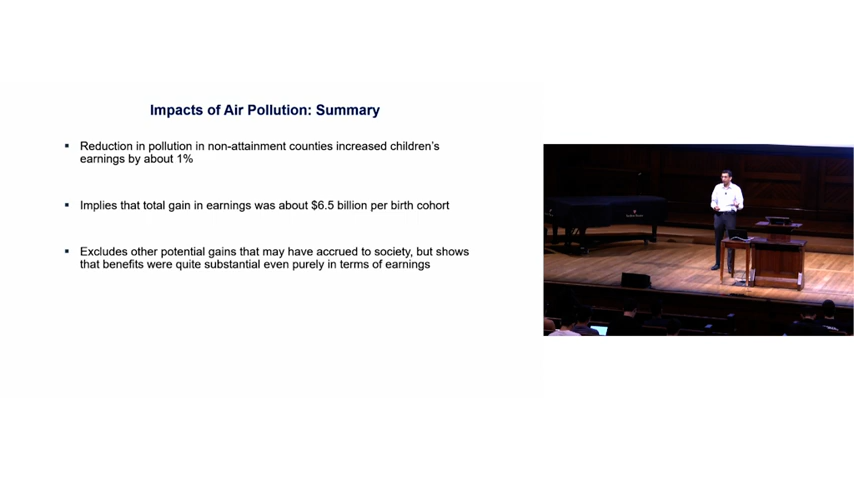 Impacts of Air Pollution: Summary
▪ Reduction in pollution in non-attainment counties increased children's
earnings by about 1%
▪ Implies that total gain in earnings was about $6.5 billion per birth cohort
▪ Excludes other potential gains that may have accrued to society, but shows
that benefits were quite substantial even purely in terms of earnings